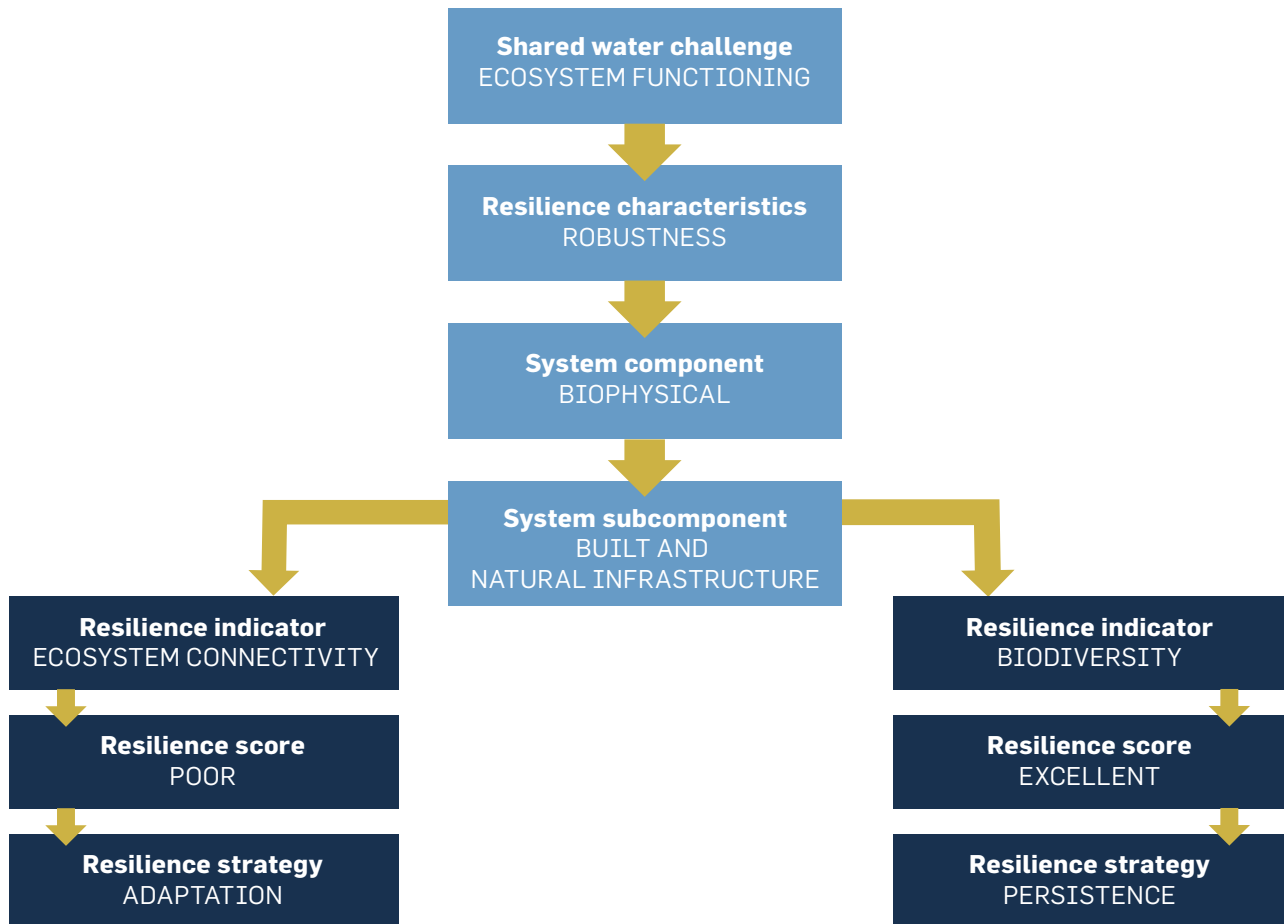 Shared water challenge
ECOSYSTEM FUNCTIONING
Resilience characteristics
ROBUSTNESS
System component
BIOPHYSICAL
System subcomponent
BUILT AND
NATURAL INFRASTRUCTURE
Resilience indicator
ECOSYSTEM CONNECTIVITY
Resilience score
POOR
Resilience strategy
ADAPTATION
Resilience indicator
BIODIVERSITY
Resilience score
EXCELLENT
Resilience strategy
PERSISTENCE